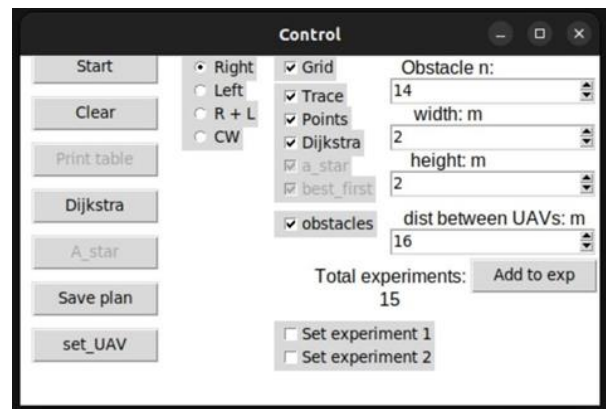 Control
Start
Clear
Print table
Dijkstra
A_star
Save plan
set_UAV
Right
Left
R + L
CW
Grid
Trace
Points
Dijkstra
a_star
best_first
obstacles
Obstacle n:
14
width: m
2
height: m
2
dist between UAVs: m
16
Total experiments:
15
Add to exp
Set experiment 1
Set experiment 2